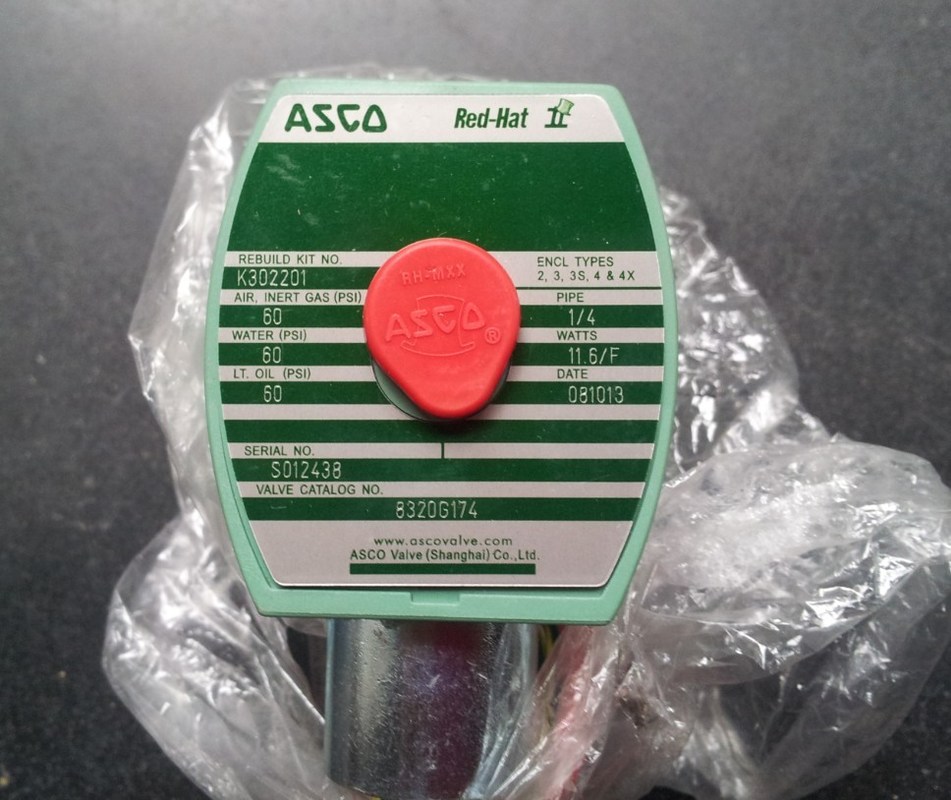 ASCO Red-Hat II
REBUILD KIT NO.
K302201
ENCL TYPES
2, 3, 3S, 4 & 4X
AIR, INERT GAS (PSI)
60
PIPE
1/4
WATER (PSI)
60
WATTS
11.6/F
LT. OIL (PSI)
60
DATE
081013
RH-MXX
ASCO®
SERIAL NO.
S012438
VALVE CATALOG NO.
8320G174
www.ascovalve.com
ASCO Valve (Shanghai) Co.,Ltd.